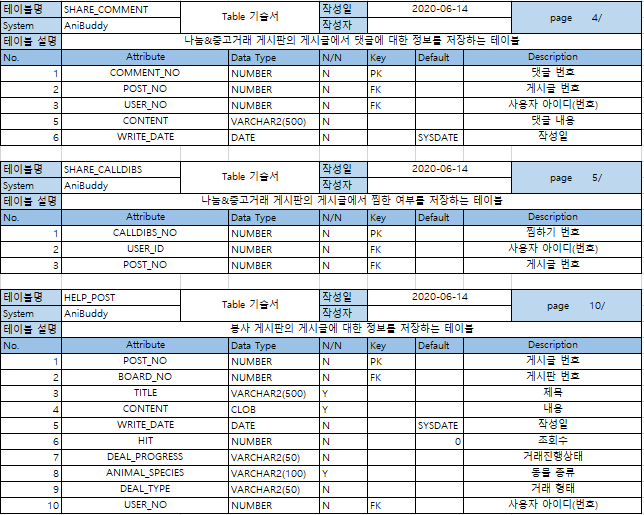 테이블명 SHARE_COMMENT Table 기술서 작성일 2020-06-14 page 4/
System AniBuddy 작성자
테이블 설명 나눔&중고거래 게시판의 게시글에서 댓글에 대한 정보를 저장하는 테이블
No. Attribute Data Type N/N Key Default Description
1 COMMENT_NO NUMBER N PK 댓글 번호
2 POST_NO NUMBER N FK 게시글 번호
3 USER_NO NUMBER N FK 사용자 아이디(번호)
5 CONTENT VARCHAR2(500) N 댓글 내용
6 WRITE_DATE DATE N SYSDATE 작성일
테이블명 SHARE_CALLDIBS Table 기술서 작성일 2020-06-14 page 5/
System AniBuddy 작성자
테이블 설명 나눔&중고거래 게시판의 게시글에서 찜한 여부를 저장하는 테이블
No. Attribute Data Type N/N Key Default Description
1 CALLDIBS_NO NUMBER N PK 찜하기 번호
2 USER_ID NUMBER N FK 사용자 아이디(번호)
3 POST_NO NUMBER N FK 게시글 번호
테이블명 HELP_POST Table 기술서 작성일 2020-06-14 page 10/
System AniBuddy 작성자
테이블 설명 봉사 게시판의 게시글에 대한 정보를 저장하는 테이블
No. Attribute Data Type N/N Key Default Description
1 POST_NO NUMBER N PK 게시글 번호
2 BOARD_NO NUMBER N FK 게시판 번호
3 TITLE VARCHAR2(500) Y 제목
4 CONTENT CLOB Y 내용
5 WRITE_DATE DATE N SYSDATE 작성일
6 HIT NUMBER N 0 조회수
7 DEAL_PROGRESS VARCHAR2(50) N 거래진행상태
8 ANIMAL_SPECIES VARCHAR2(100) Y 동물 종류
9 DEAL_TYPE VARCHAR2(50) N 거래 형태
10 USER_NO NUMBER N FK 사용자 아이디(번호)